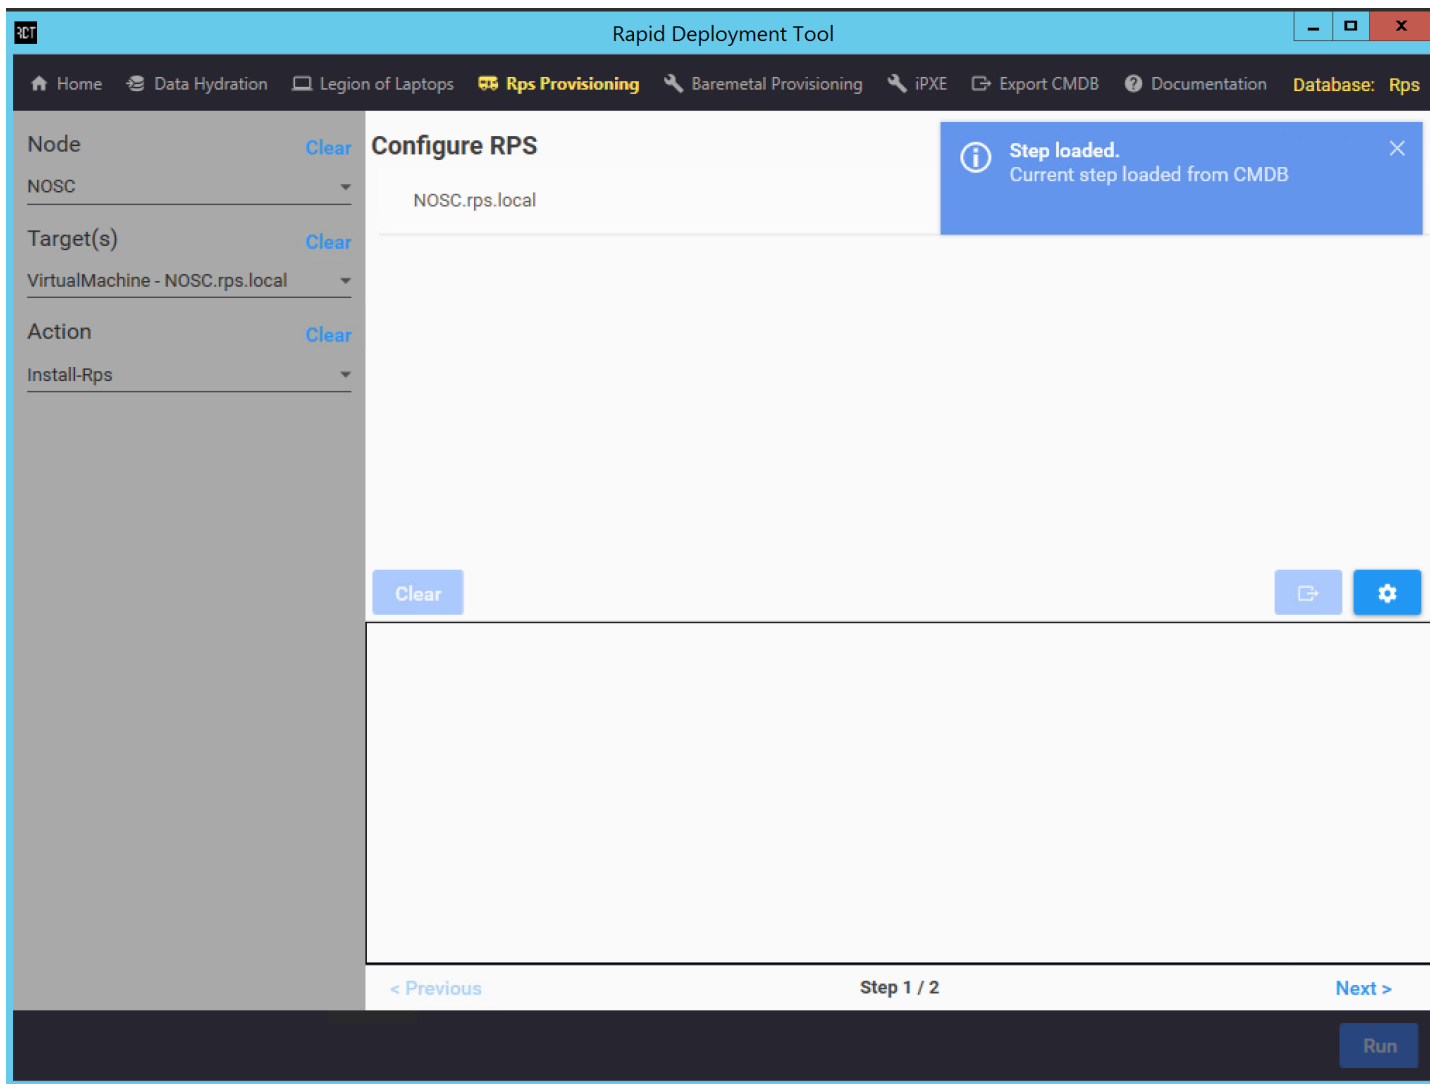 RDT
Rapid Deployment Tool
Home Data Hydration Legion of Laptops Rps Provisioning Baremetal Provisioning iPXE Export CMDB Documentation Database: Rps
Node Clear
NOSC
Target(s) Clear
VirtualMachine - NOSC.rps.local
Action Clear
Install-Rps
Configure RPS
NOSC.rps.local
Step loaded.
Current step loaded from CMDB
Clear
< Previous Step 1 / 2 Next >
Run